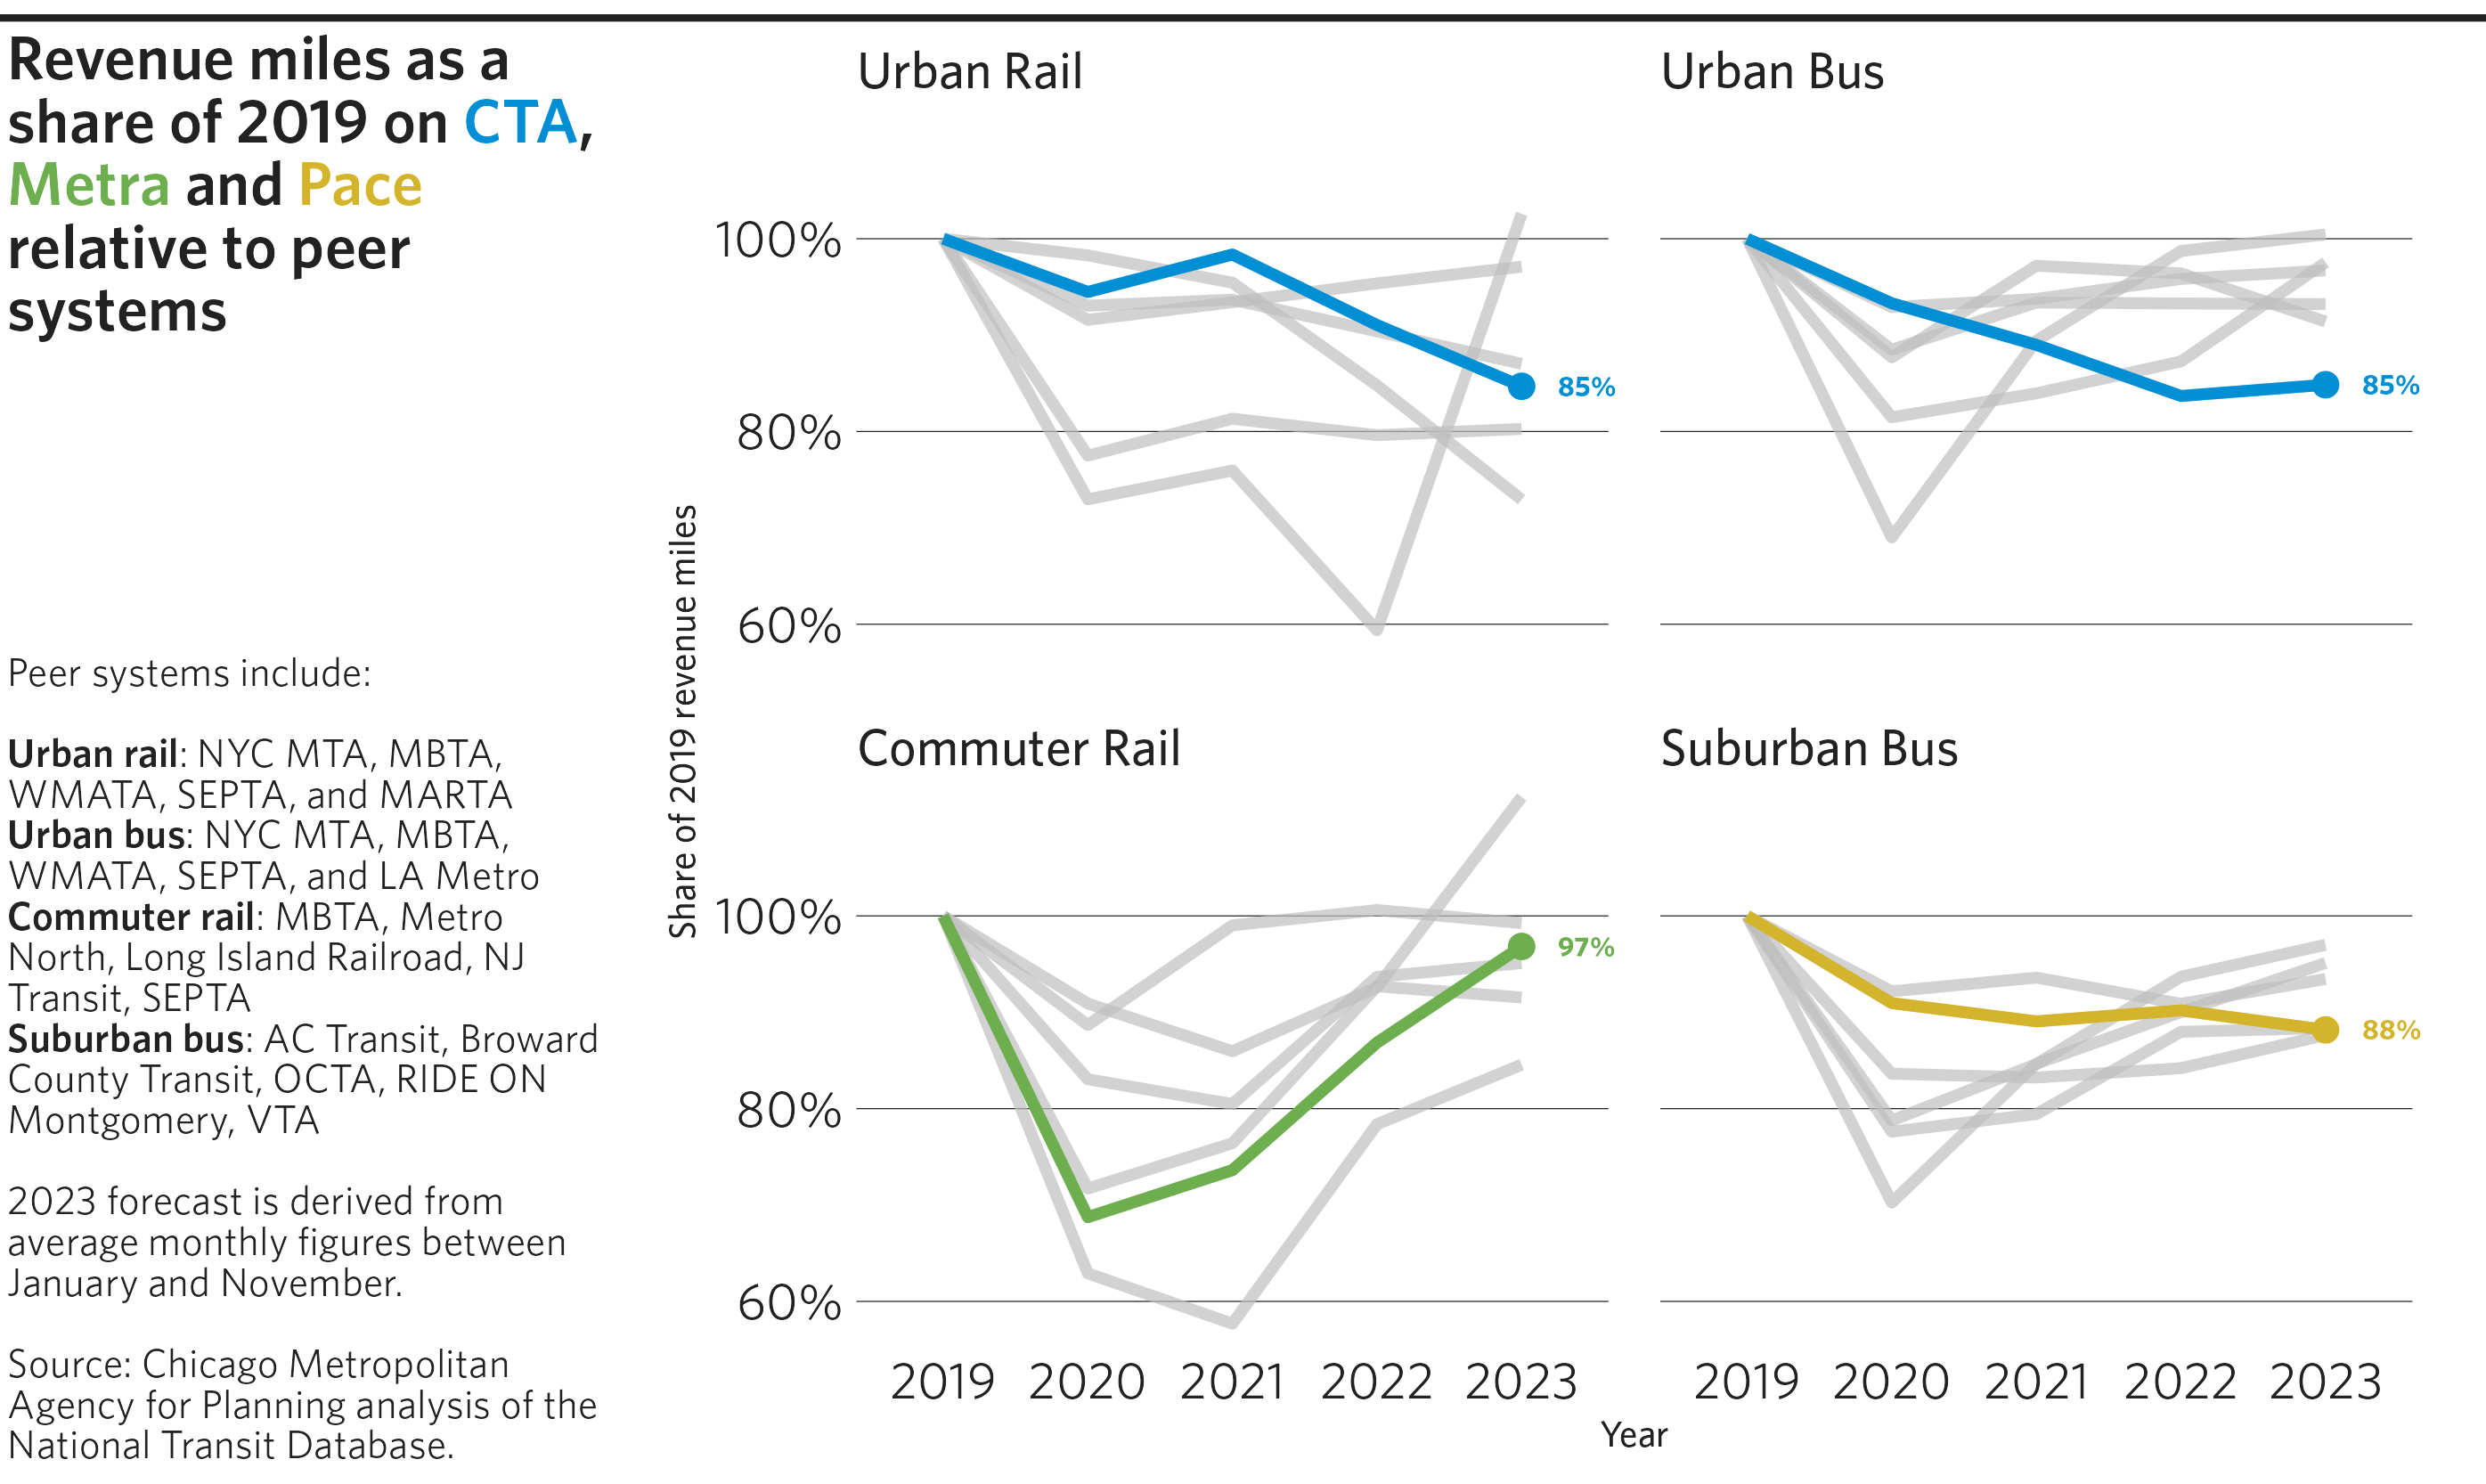 Revenue miles as a
share of 2019 on CTA,
Metra and Pace
relative to peer
systems
Peer systems include:
Urban rail: NYC MTA, MBTA,
WMATA, SEPTA, and MARTA
Urban bus: NYC MTA, MBTA,
WMATA, SEPTA, and LA Metro
Commuter rail: MBTA, Metro
North, Long Island Railroad, NJ
Transit, SEPTA
Suburban bus: AC Transit, Broward
County Transit, OCTA, RIDE ON
Montgomery, VTA
2023 forecast is derived from
average monthly figures between
January and November.
Source: Chicago Metropolitan
Agency for Planning analysis of the
National Transit Database.
Share of 2019 revenue miles
Urban Rail
100%
80%
60%
85%
Urban Bus
85%
Commuter Rail
100%
80%
60%
97%
2019 2020 2021 2022 2023
Suburban Bus
88%
2019 2020 2021 2022 2023
Year